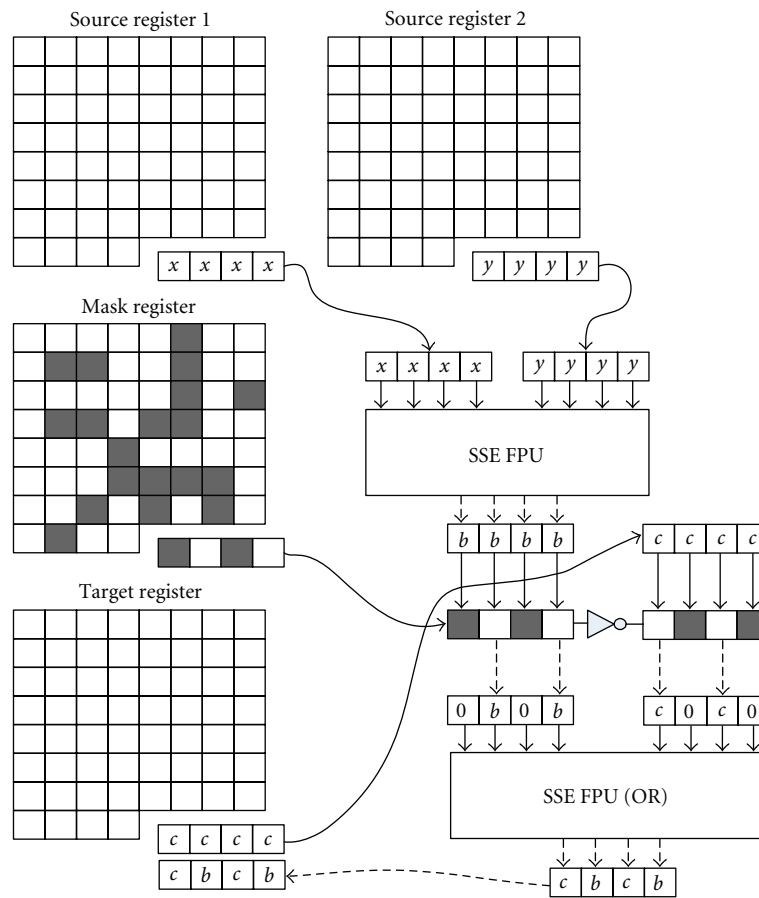 Source register 1
Source register 2
x x x x
y y y y
Mask register
x x x x
y y y y
SSE FPU
b b b b
c c c c
Target register
0 b 0 b
c 0 c 0
SSE FPU (OR)
c c c c
c b c b
c b c b